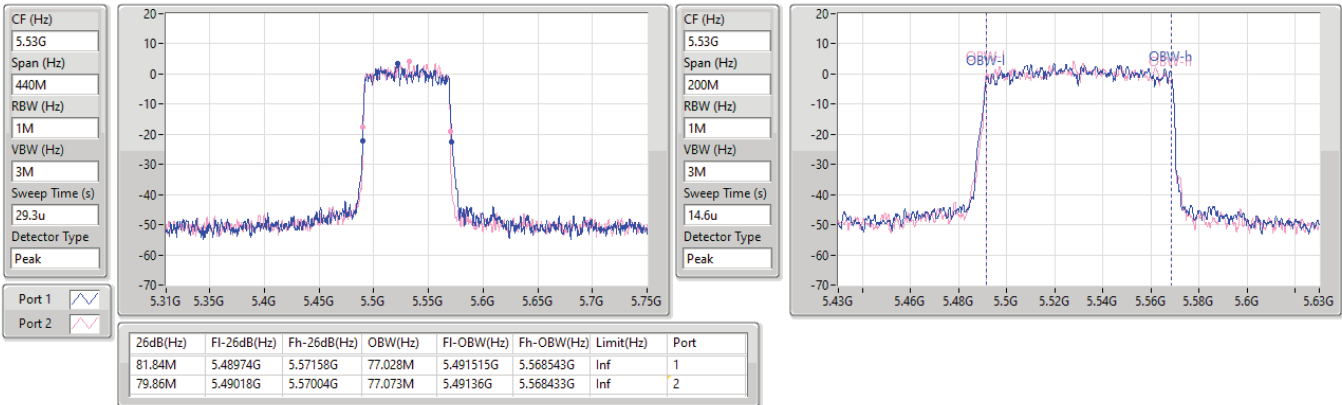 CF (Hz)
5.53G
Span (Hz)
440M
RBW (Hz)
1M
VBW (Hz)
3M
Sweep Time (s)
29.3u
Detector Type
Peak
Port 1
Port 2
20
10
0
-10
-20
-30
-40
-50
-60
-70
5.31G 5.35G 5.4G 5.45G 5.5G 5.55G 5.6G 5.65G 5.7G 5.75G
CF (Hz)
5.53G
Span (Hz)
200M
RBW (Hz)
1M
VBW (Hz)
3M
Sweep Time (s)
14.6u
Detector Type
Peak
20
10
0
-10
-20
-30
-40
-50
-60
-70
OBW-l OBW-h
5.43G 5.46G 5.48G 5.5G 5.52G 5.54G 5.56G 5.58G 5.6G 5.63G
26dB(Hz) Fl-26dB(Hz) Fh-26dB(Hz) OBW(Hz) Fl-OBW(Hz) Fh-OBW(Hz) Limit(Hz) Port
81.84M 5.48974G 5.57158G 77.028M 5.491515G 5.568543G Inf 1
79.86M 5.49018G 5.57004G 77.073M 5.49136G 5.568433G Inf 2